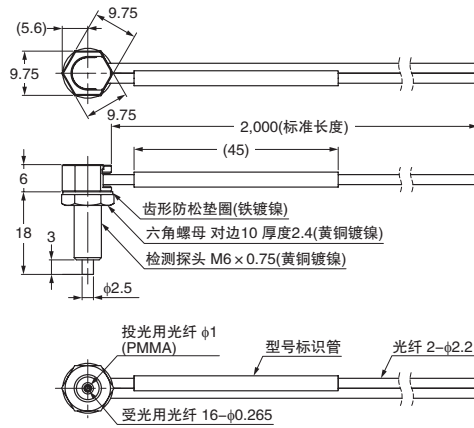 9.75
(5.6)
9.75
9.75
2,000(标准长度)
(45)
6
18
3
齿形防松垫圈(铁镀镍)
六角螺母 对边10 厚度2.4(黄铜镀镍)
检测探头 M6×0.75(黄铜镀镍)
ϕ2.5
投光用光纤 ϕ1
(PMMA)
型号标识管
光纤 2-ϕ2.2
受光用光纤 16-ϕ0.265